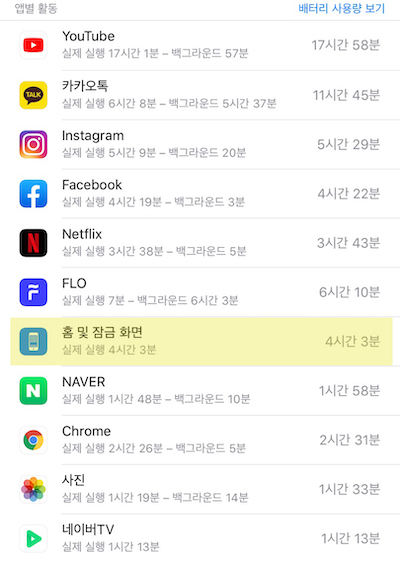 앱별 활동
배터리 사용량 보기
YouTube
실제 실행 17시간 1분 – 백그라운드 57분
17시간 58분
TALK
카카오톡
실제 실행 6시간 8분 – 백그라운드 5시간 37분
11시간 45분
Instagram
실제 실행 5시간 9분 – 백그라운드 20분
5시간 29분
Facebook
실제 실행 4시간 19분 – 백그라운드 3분
4시간 22분
Netflix
실제 실행 3시간 38분 – 백그라운드 5분
3시간 43분
FLO
실제 실행 7분 – 백그라운드 6시간 3분
6시간 10분
홈 및 잠금 화면
실제 실행 4시간 3분
4시간 3분
NAVER
실제 실행 1시간 48분 – 백그라운드 10분
1시간 58분
Chrome
실제 실행 2시간 26분 – 백그라운드 5분
2시간 31분
사진
실제 실행 1시간 19분 – 백그라운드 14분
1시간 33분
네이버TV
실제 실행 1시간 13분
1시간 13분